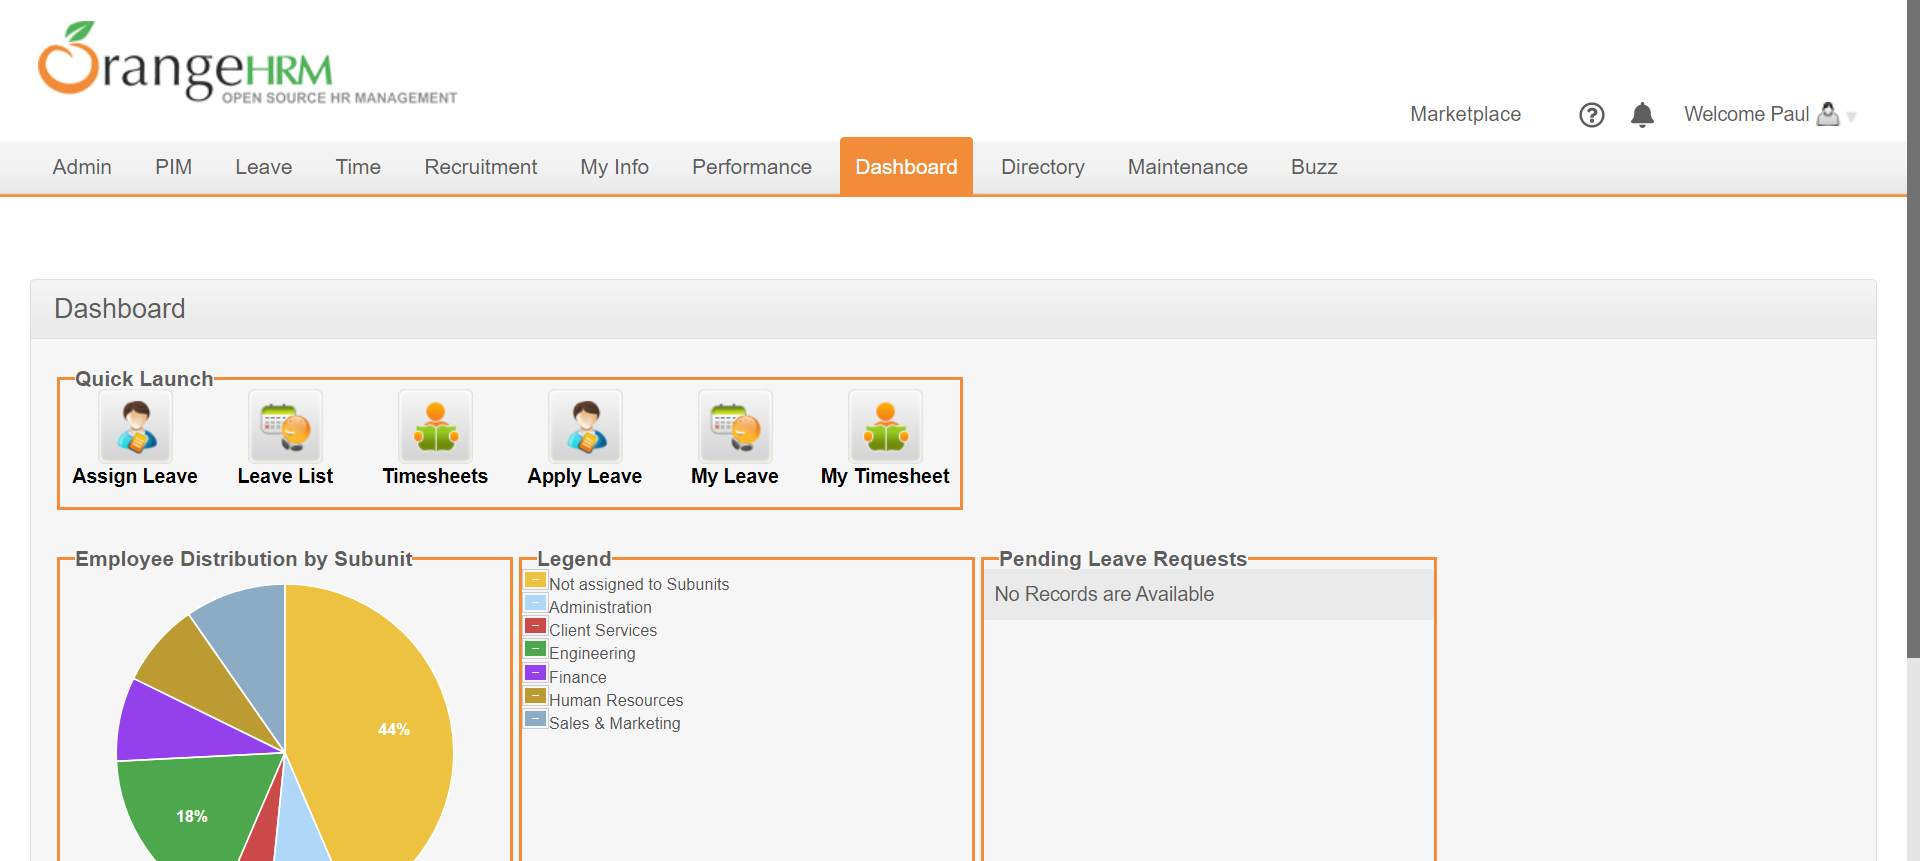 OrangeHRM
OPEN SOURCE HR MANAGEMENT
Marketplace ? Welcome Paul
Admin PIM Leave Time Recruitment My Info Performance Dashboard Directory Maintenance Buzz
Dashboard
Quick Launch
Assign Leave Leave List Timesheets Apply Leave My Leave My Timesheet
Employee Distribution by Subunit
44%
18%
Legend
Not assigned to Subunits
Administration
Client Services
Engineering
Finance
Human Resources
Sales & Marketing
Pending Leave Requests
No Records are Available